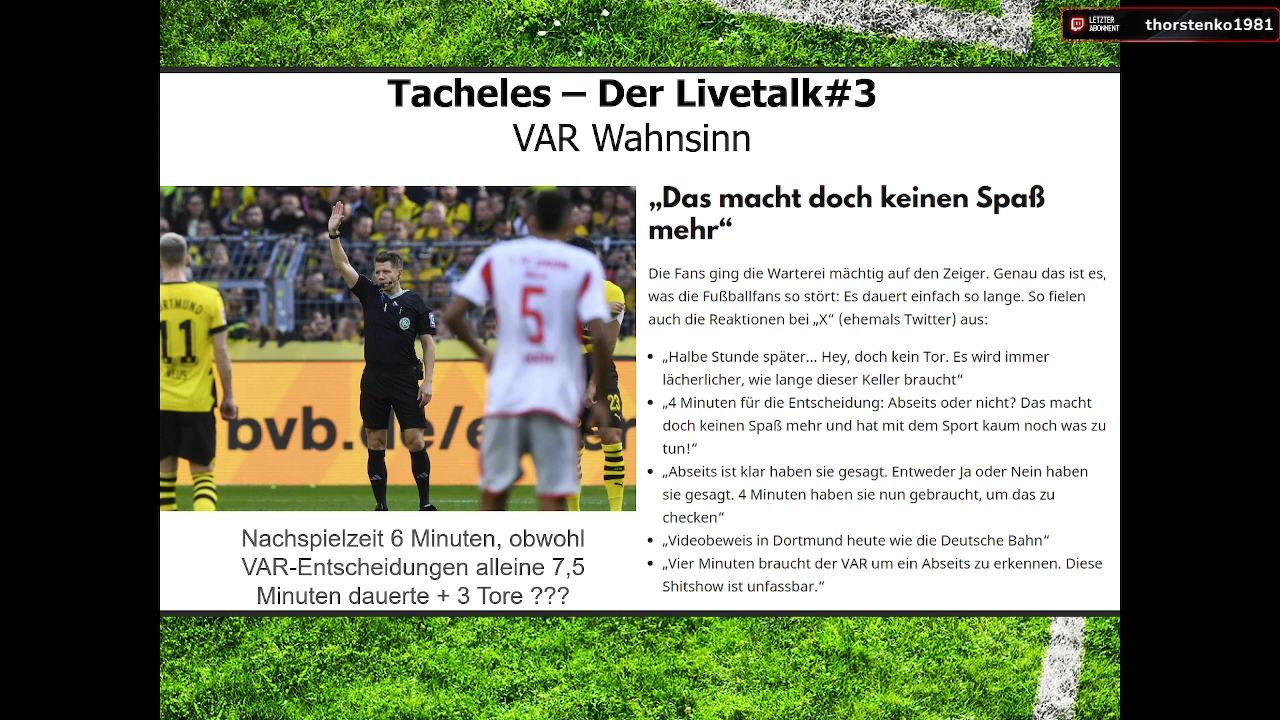 LETZTER
ABONNENT
thorstenko1981
Tacheles – Der Livetalk#3
VAR Wahnsinn
„Das macht doch keinen Spaß
mehr“
Die Fans ging die Warterei mächtig auf den Zeiger. Genau das ist es,
was die Fußballfans so stört: Es dauert einfach so lange. So fielen
auch die Reaktionen bei „X“ (ehemals Twitter) aus:
• „Halbe Stunde später… Hey, doch kein Tor. Es wird immer
lächerlicher, wie lange dieser Keller braucht“
• „4 Minuten für die Entscheidung: Abseits oder nicht? Das macht
doch keinen Spaß mehr und hat mit dem Sport kaum noch was zu
tun!“
• „Abseits ist klar haben sie gesagt. Entweder Ja oder Nein haben
sie gesagt. 4 Minuten haben sie nun gebraucht, um das zu
checken“
• „Videobeweis in Dortmund heute wie die Deutsche Bahn“
• „Vier Minuten braucht der VAR um ein Abseits zu erkennen. Diese
Shitshow ist unfassbar.“
11
5
23
bvb.de/e
Nachspielzeit 6 Minuten, obwohl
VAR-Entscheidungen alleine 7,5
Minuten dauerte + 3 Tore ???